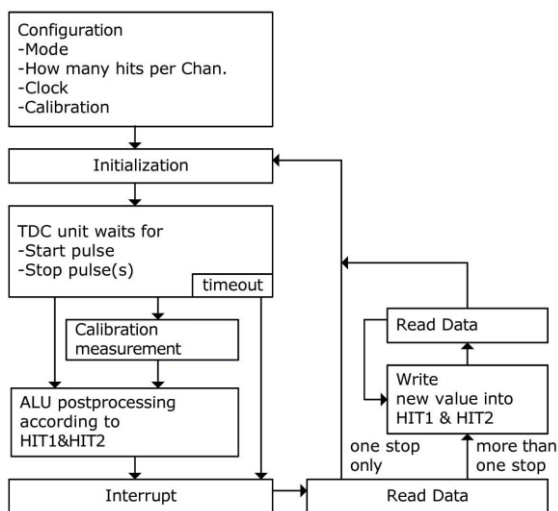 Configuration
-Mode
-How many hits per Chan.
-Clock
-Calibration
Initialization
TDC unit waits for
-Start pulse
-Stop pulse(s)
timeout
Calibration
measurement
ALU postprocessing
according to
HIT1&HIT2
Interrupt
Read Data
Write
new value into
HIT1 & HIT2
one stop
only
more than
one stop
Read Data